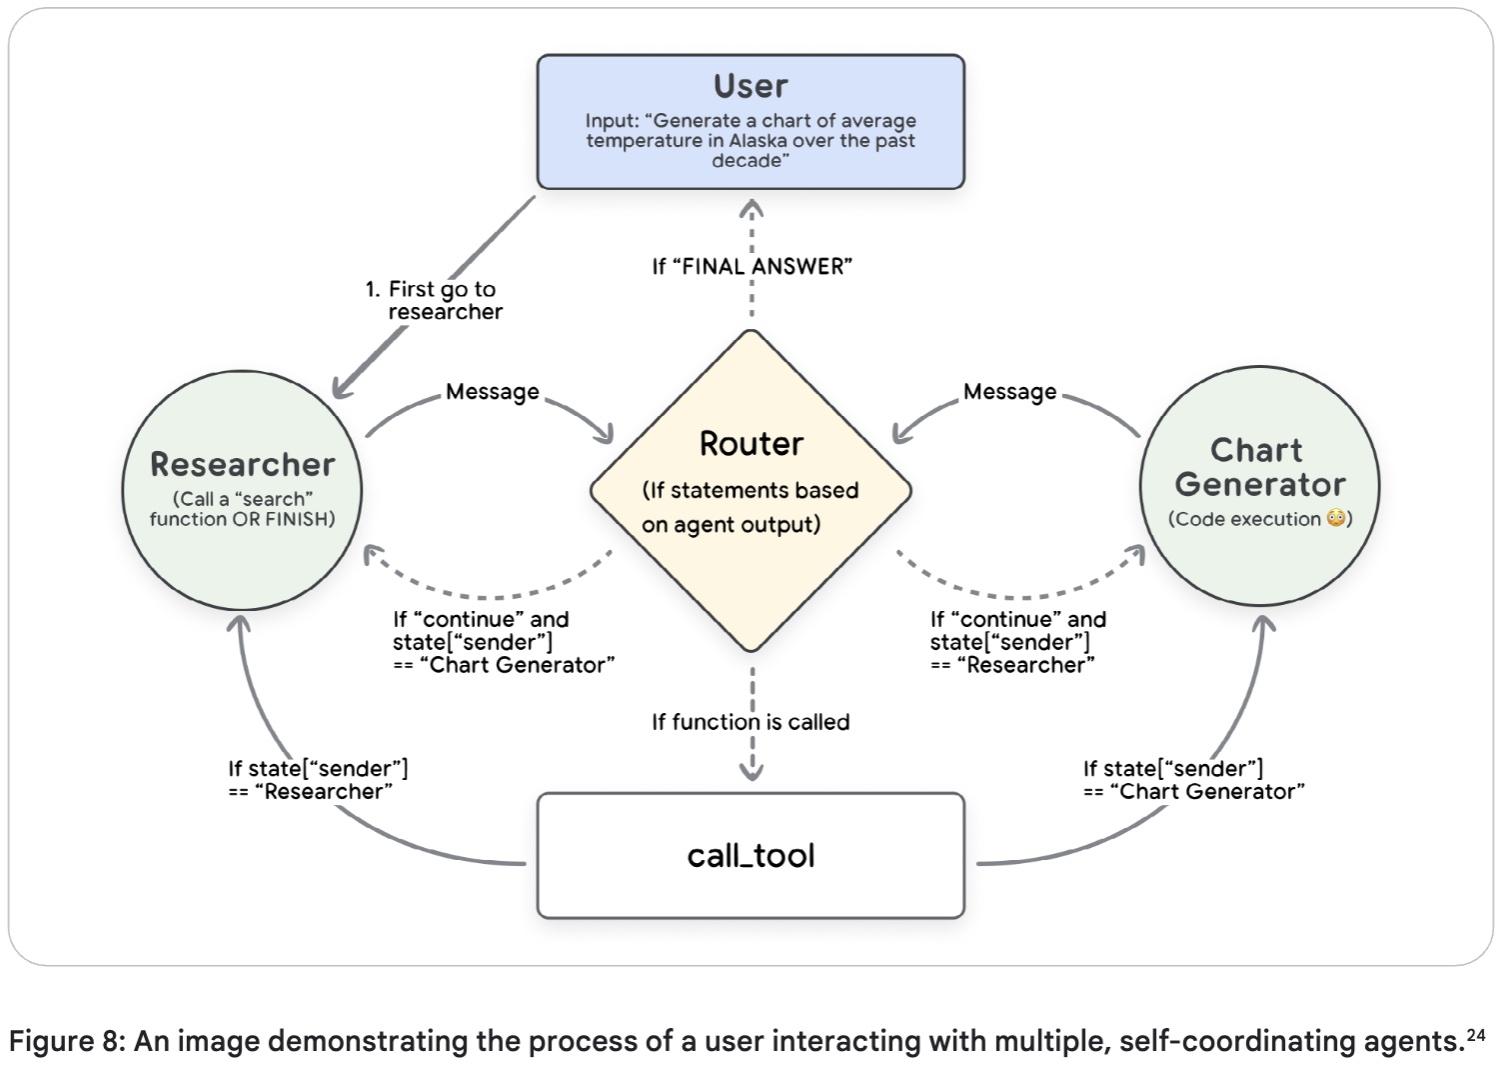 User
Input: “Generate a chart of average
temperature in Alaska over the past
decade”
If “FINAL ANSWER”
1. First go to
researcher
Message
Message
Researcher
(Call a “search”
function OR FINISH)
Router
(If statements based
on agent output)
Chart
Generator
(Code execution 😳)
If “continue” and
state[“sender”]
== “Chart Generator”
If “continue” and
state[“sender”]
== “Researcher”
If function is called
If state[“sender”]
== “Researcher”
If state[“sender”]
== “Chart Generator”
call_tool
Figure 8: An image demonstrating the process of a user interacting with multiple, self-coordinating agents.²⁴